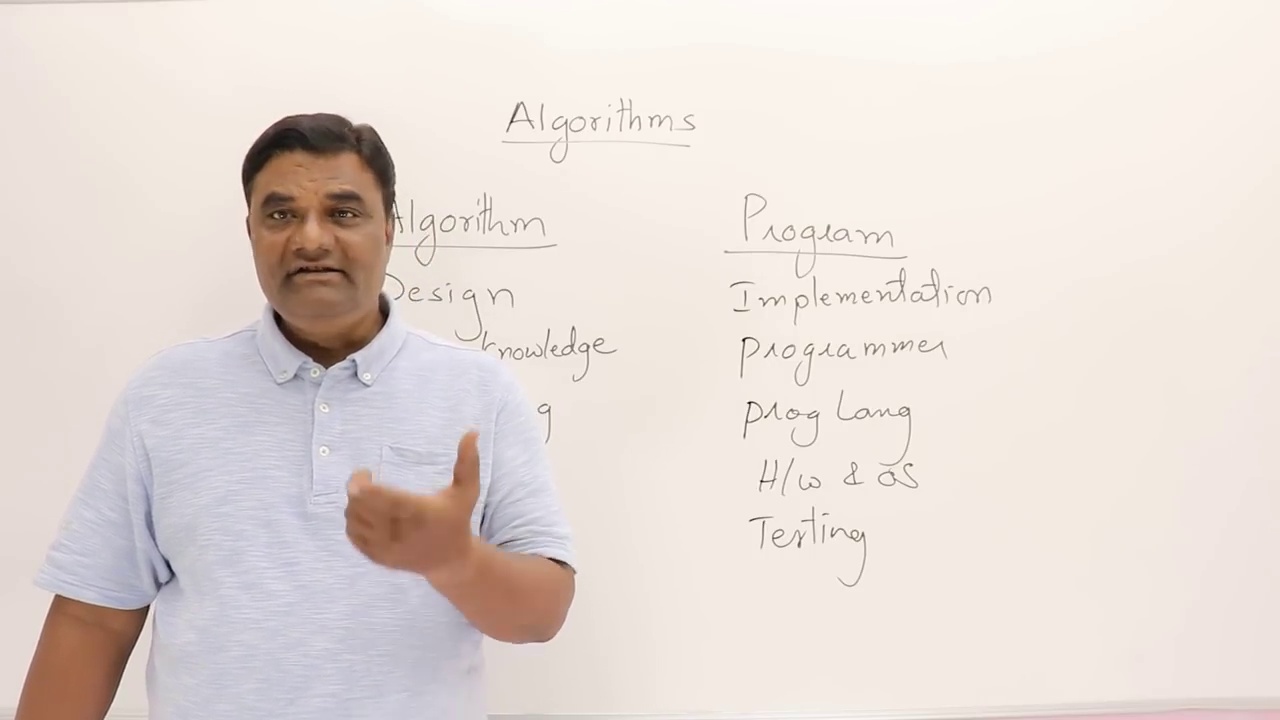 Algorithms
Algorithm
Design
knowledge
Program
Implementation
Programmer
Prog Lang
H/w & OS
Testing